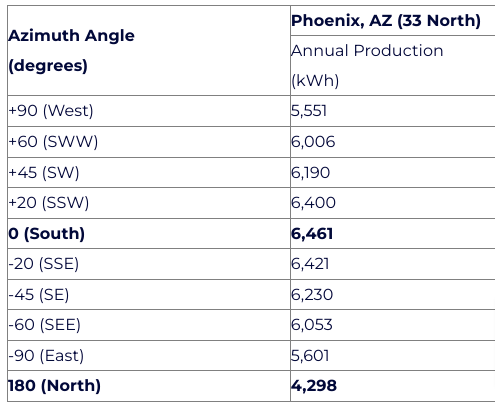 Azimuth Angle
(degrees)
Phoenix, AZ (33 North)
Annual Production
(kWh)
+90 (West) 5,551
+60 (SWW) 6,006
+45 (SW) 6,190
+20 (SSW) 6,400
0 (South) 6,461
-20 (SSE) 6,421
-45 (SE) 6,230
-60 (SEE) 6,053
-90 (East) 5,601
180 (North) 4,298